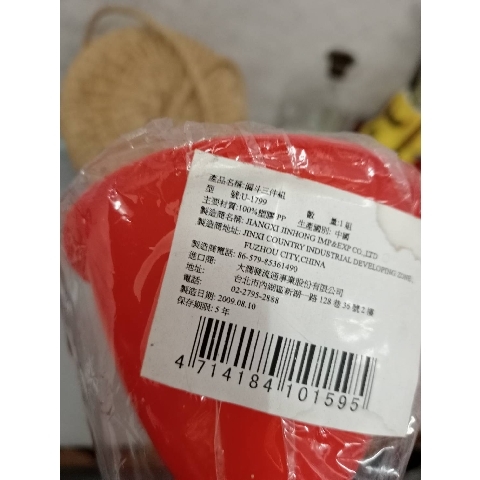 產品名稱:漏斗三件組
型　號:U-1799　數　量:1組
主要材質:100%塑膠 PP　生產國別:中國
製造商名稱: JIANGXI JINHONG IMP&EXP CO.,LTD
製造商地址: JINXI COUNTRY INDUSTRIAL DEVELOPING ZONE,
FUZHOU CITY,CHINA
製造商電話: 86-579-85361490
進口商: 大潤發流通事業股份有限公司
地址: 台北市內湖區新湖一路128巷36號2樓
電話: 02-2795-2888
製造日期: 2009.08.10
保存期限: 5 年
4 714184 101595